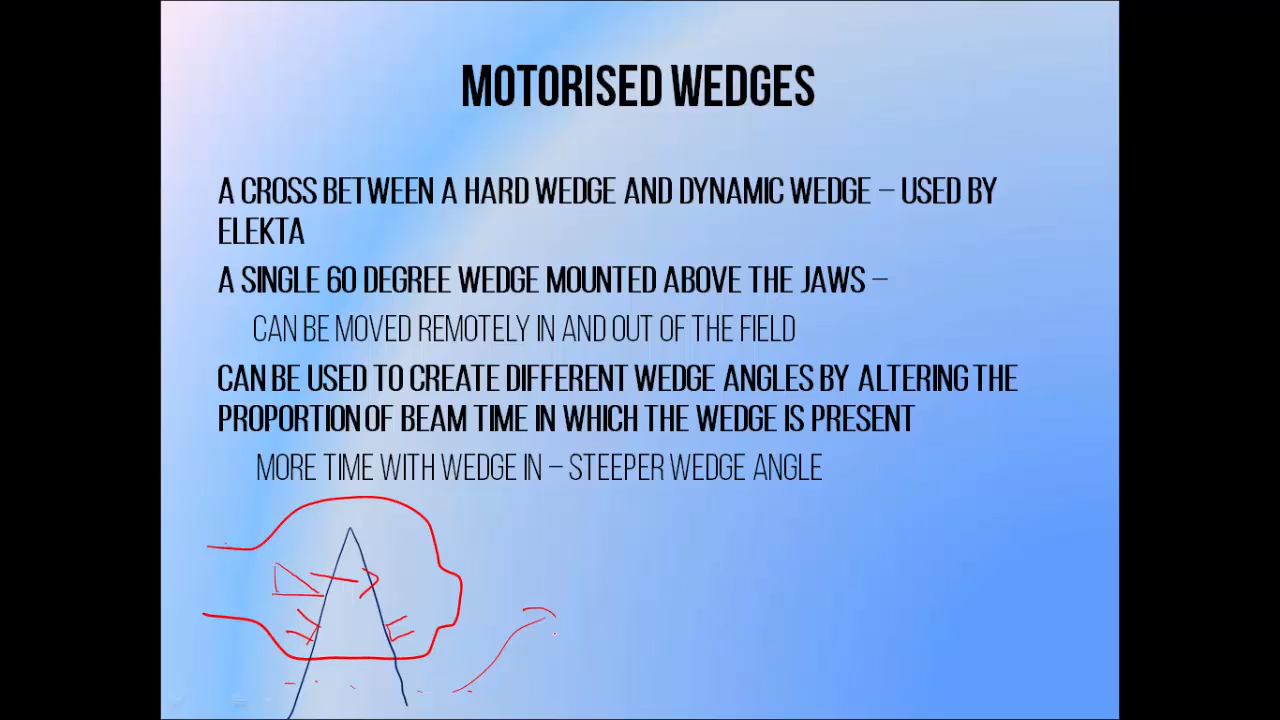 MOTORISED WEDGES
A CROSS BETWEEN A HARD WEDGE AND DYNAMIC WEDGE – USED BY
ELEKTA
A SINGLE 60 DEGREE WEDGE MOUNTED ABOVE THE JAWS –
CAN BE MOVED REMOTELY IN AND OUT OF THE FIELD
CAN BE USED TO CREATE DIFFERENT WEDGE ANGLES BY ALTERING THE
PROPORTION OF BEAM TIME IN WHICH THE WEDGE IS PRESENT
MORE TIME WITH WEDGE IN – STEEPER WEDGE ANGLE